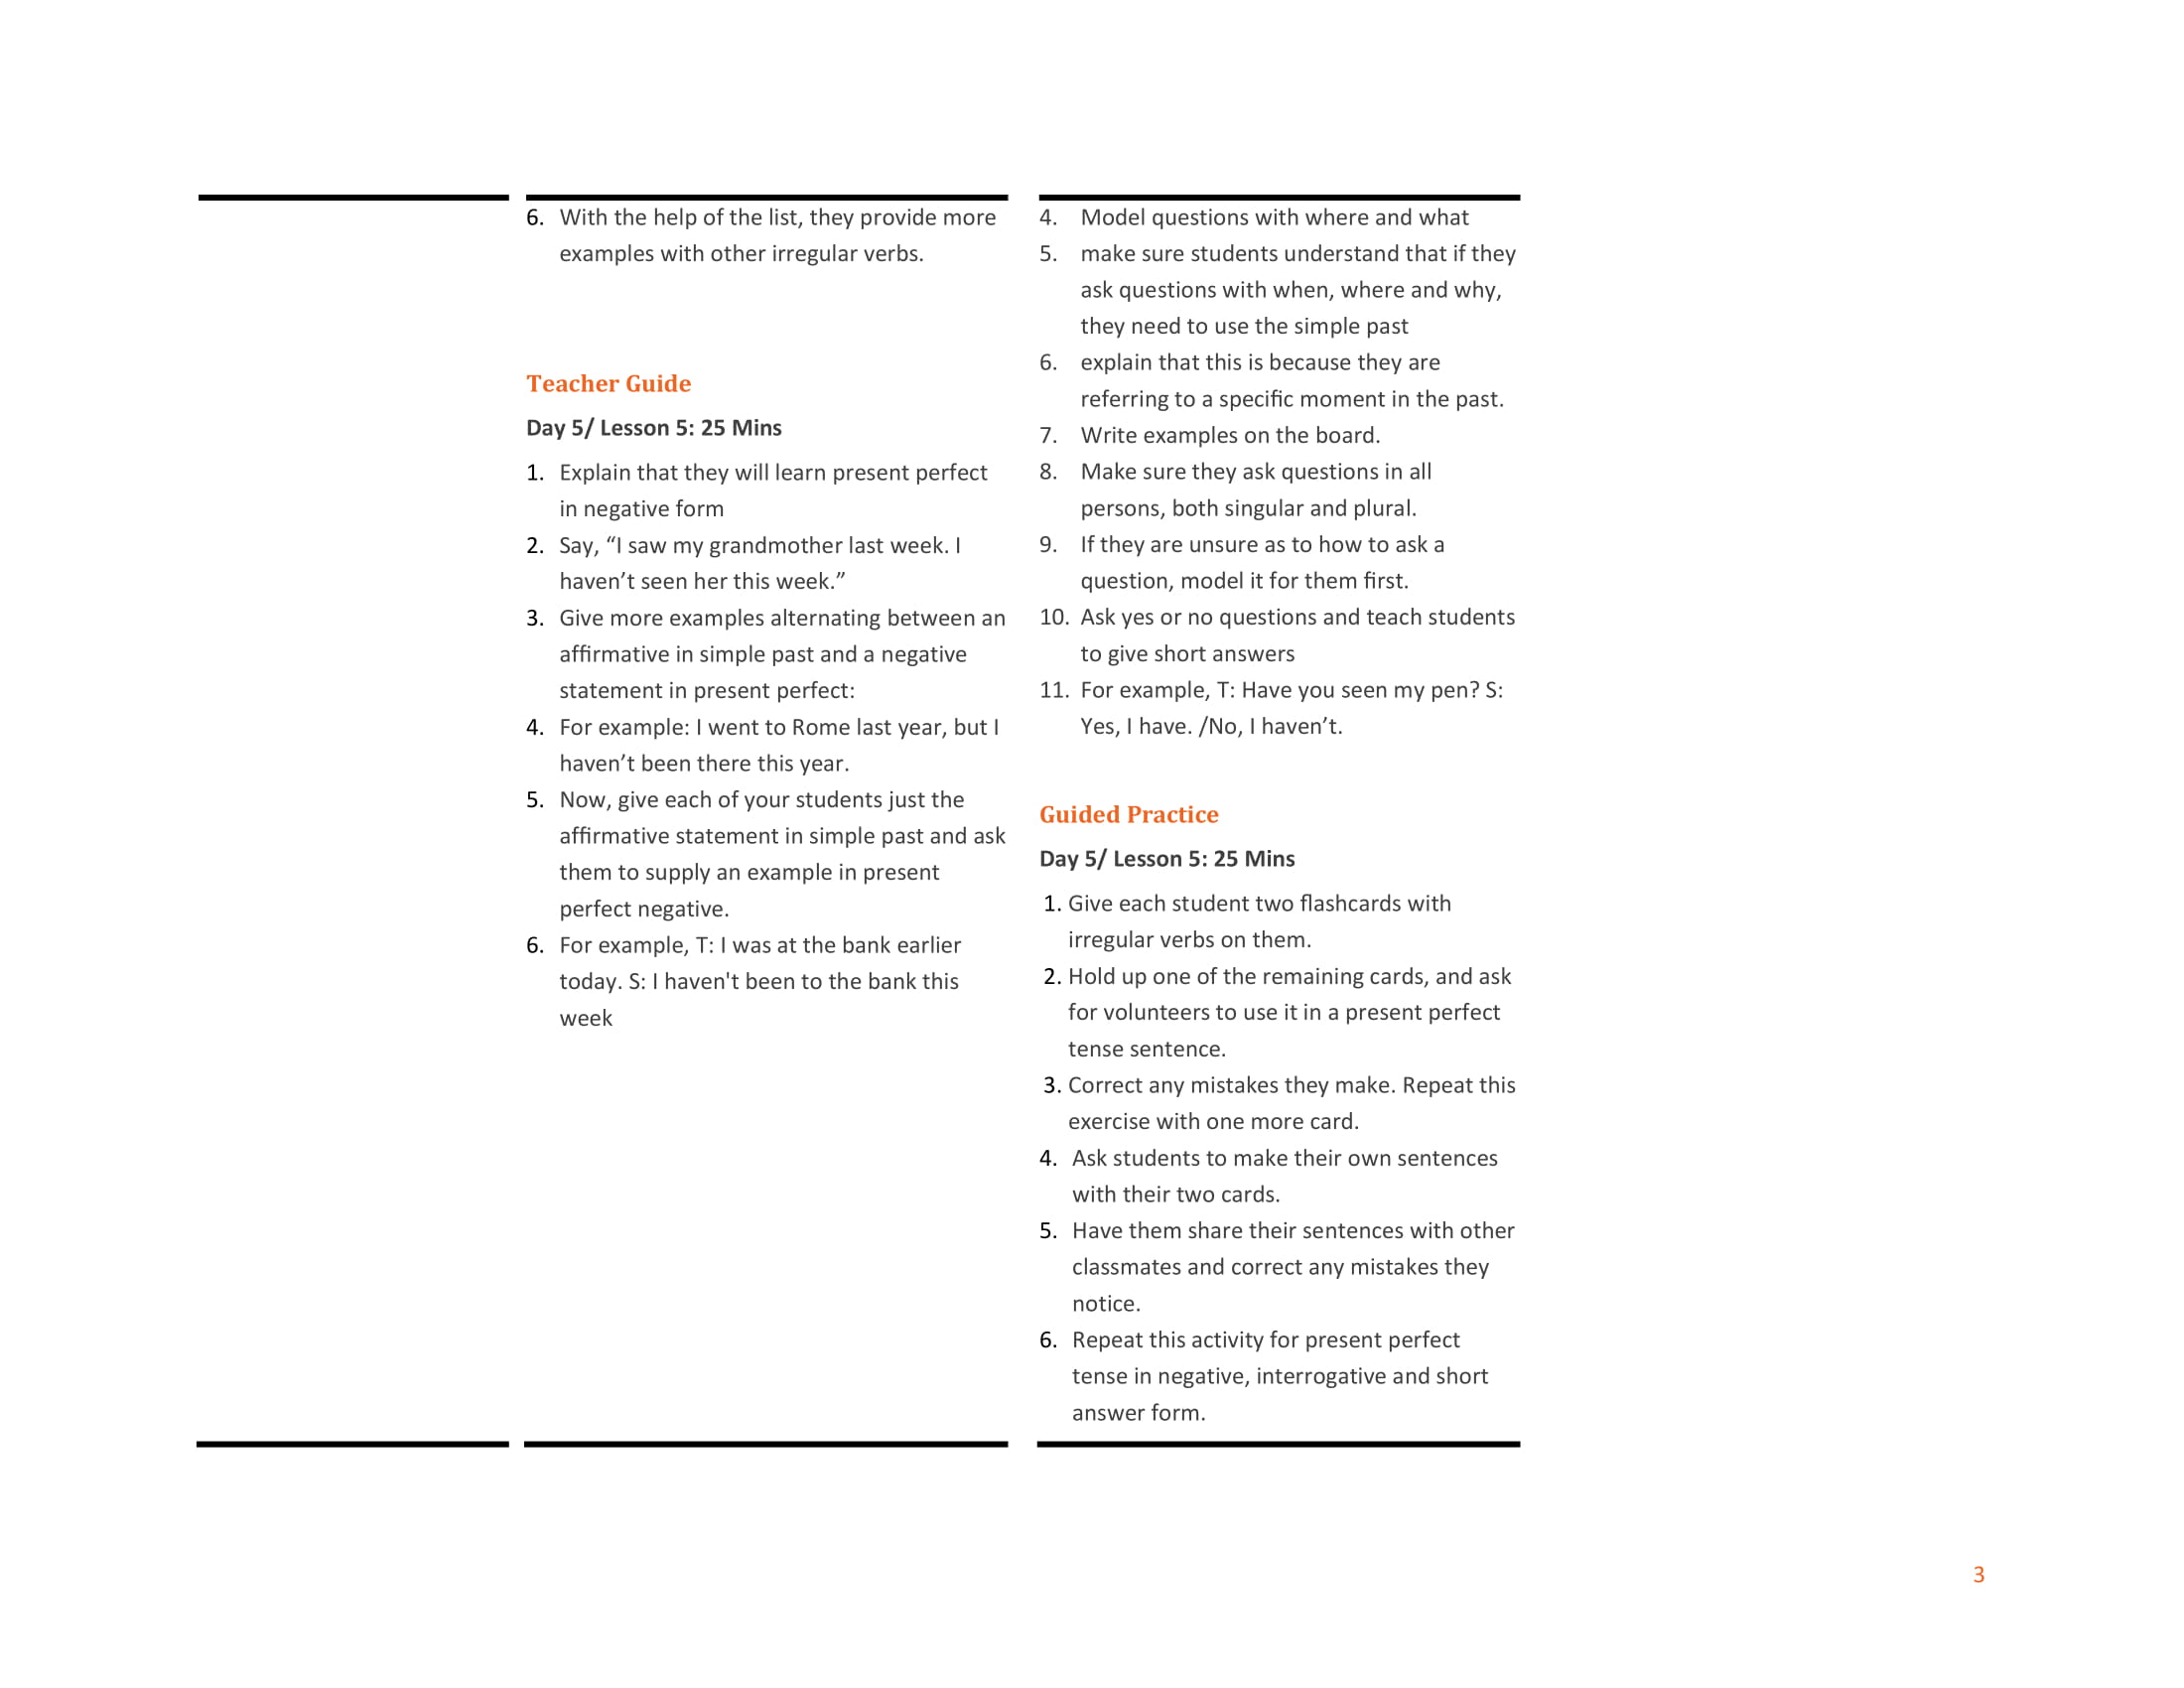 6. With the help of the list, they provide more
examples with other irregular verbs.
Teacher Guide
Day 5/ Lesson 5: 25 Mins
1. Explain that they will learn present perfect
in negative form
2. Say, “I saw my grandmother last week. I
haven’t seen her this week.”
3. Give more examples alternating between an
affirmative in simple past and a negative
statement in present perfect:
4. For example: I went to Rome last year, but I
haven’t been there this year.
5. Now, give each of your students just the
affirmative statement in simple past and ask
them to supply an example in present
perfect negative.
6. For example, T: I was at the bank earlier
today. S: I haven't been to the bank this
week
4. Model questions with where and what
5. make sure students understand that if they
ask questions with when, where and why,
they need to use the simple past
6. explain that this is because they are
referring to a specific moment in the past.
7. Write examples on the board.
8. Make sure they ask questions in all
persons, both singular and plural.
9. If they are unsure as to how to ask a
question, model it for them first.
10. Ask yes or no questions and teach students
to give short answers
11. For example, T: Have you seen my pen? S:
Yes, I have. /No, I haven’t.
Guided Practice
Day 5/ Lesson 5: 25 Mins
1. Give each student two flashcards with
irregular verbs on them.
2. Hold up one of the remaining cards, and ask
for volunteers to use it in a present perfect
tense sentence.
3. Correct any mistakes they make. Repeat this
exercise with one more card.
4. Ask students to make their own sentences
with their two cards.
5. Have them share their sentences with other
classmates and correct any mistakes they
notice.
6. Repeat this activity for present perfect
tense in negative, interrogative and short
answer form.
3